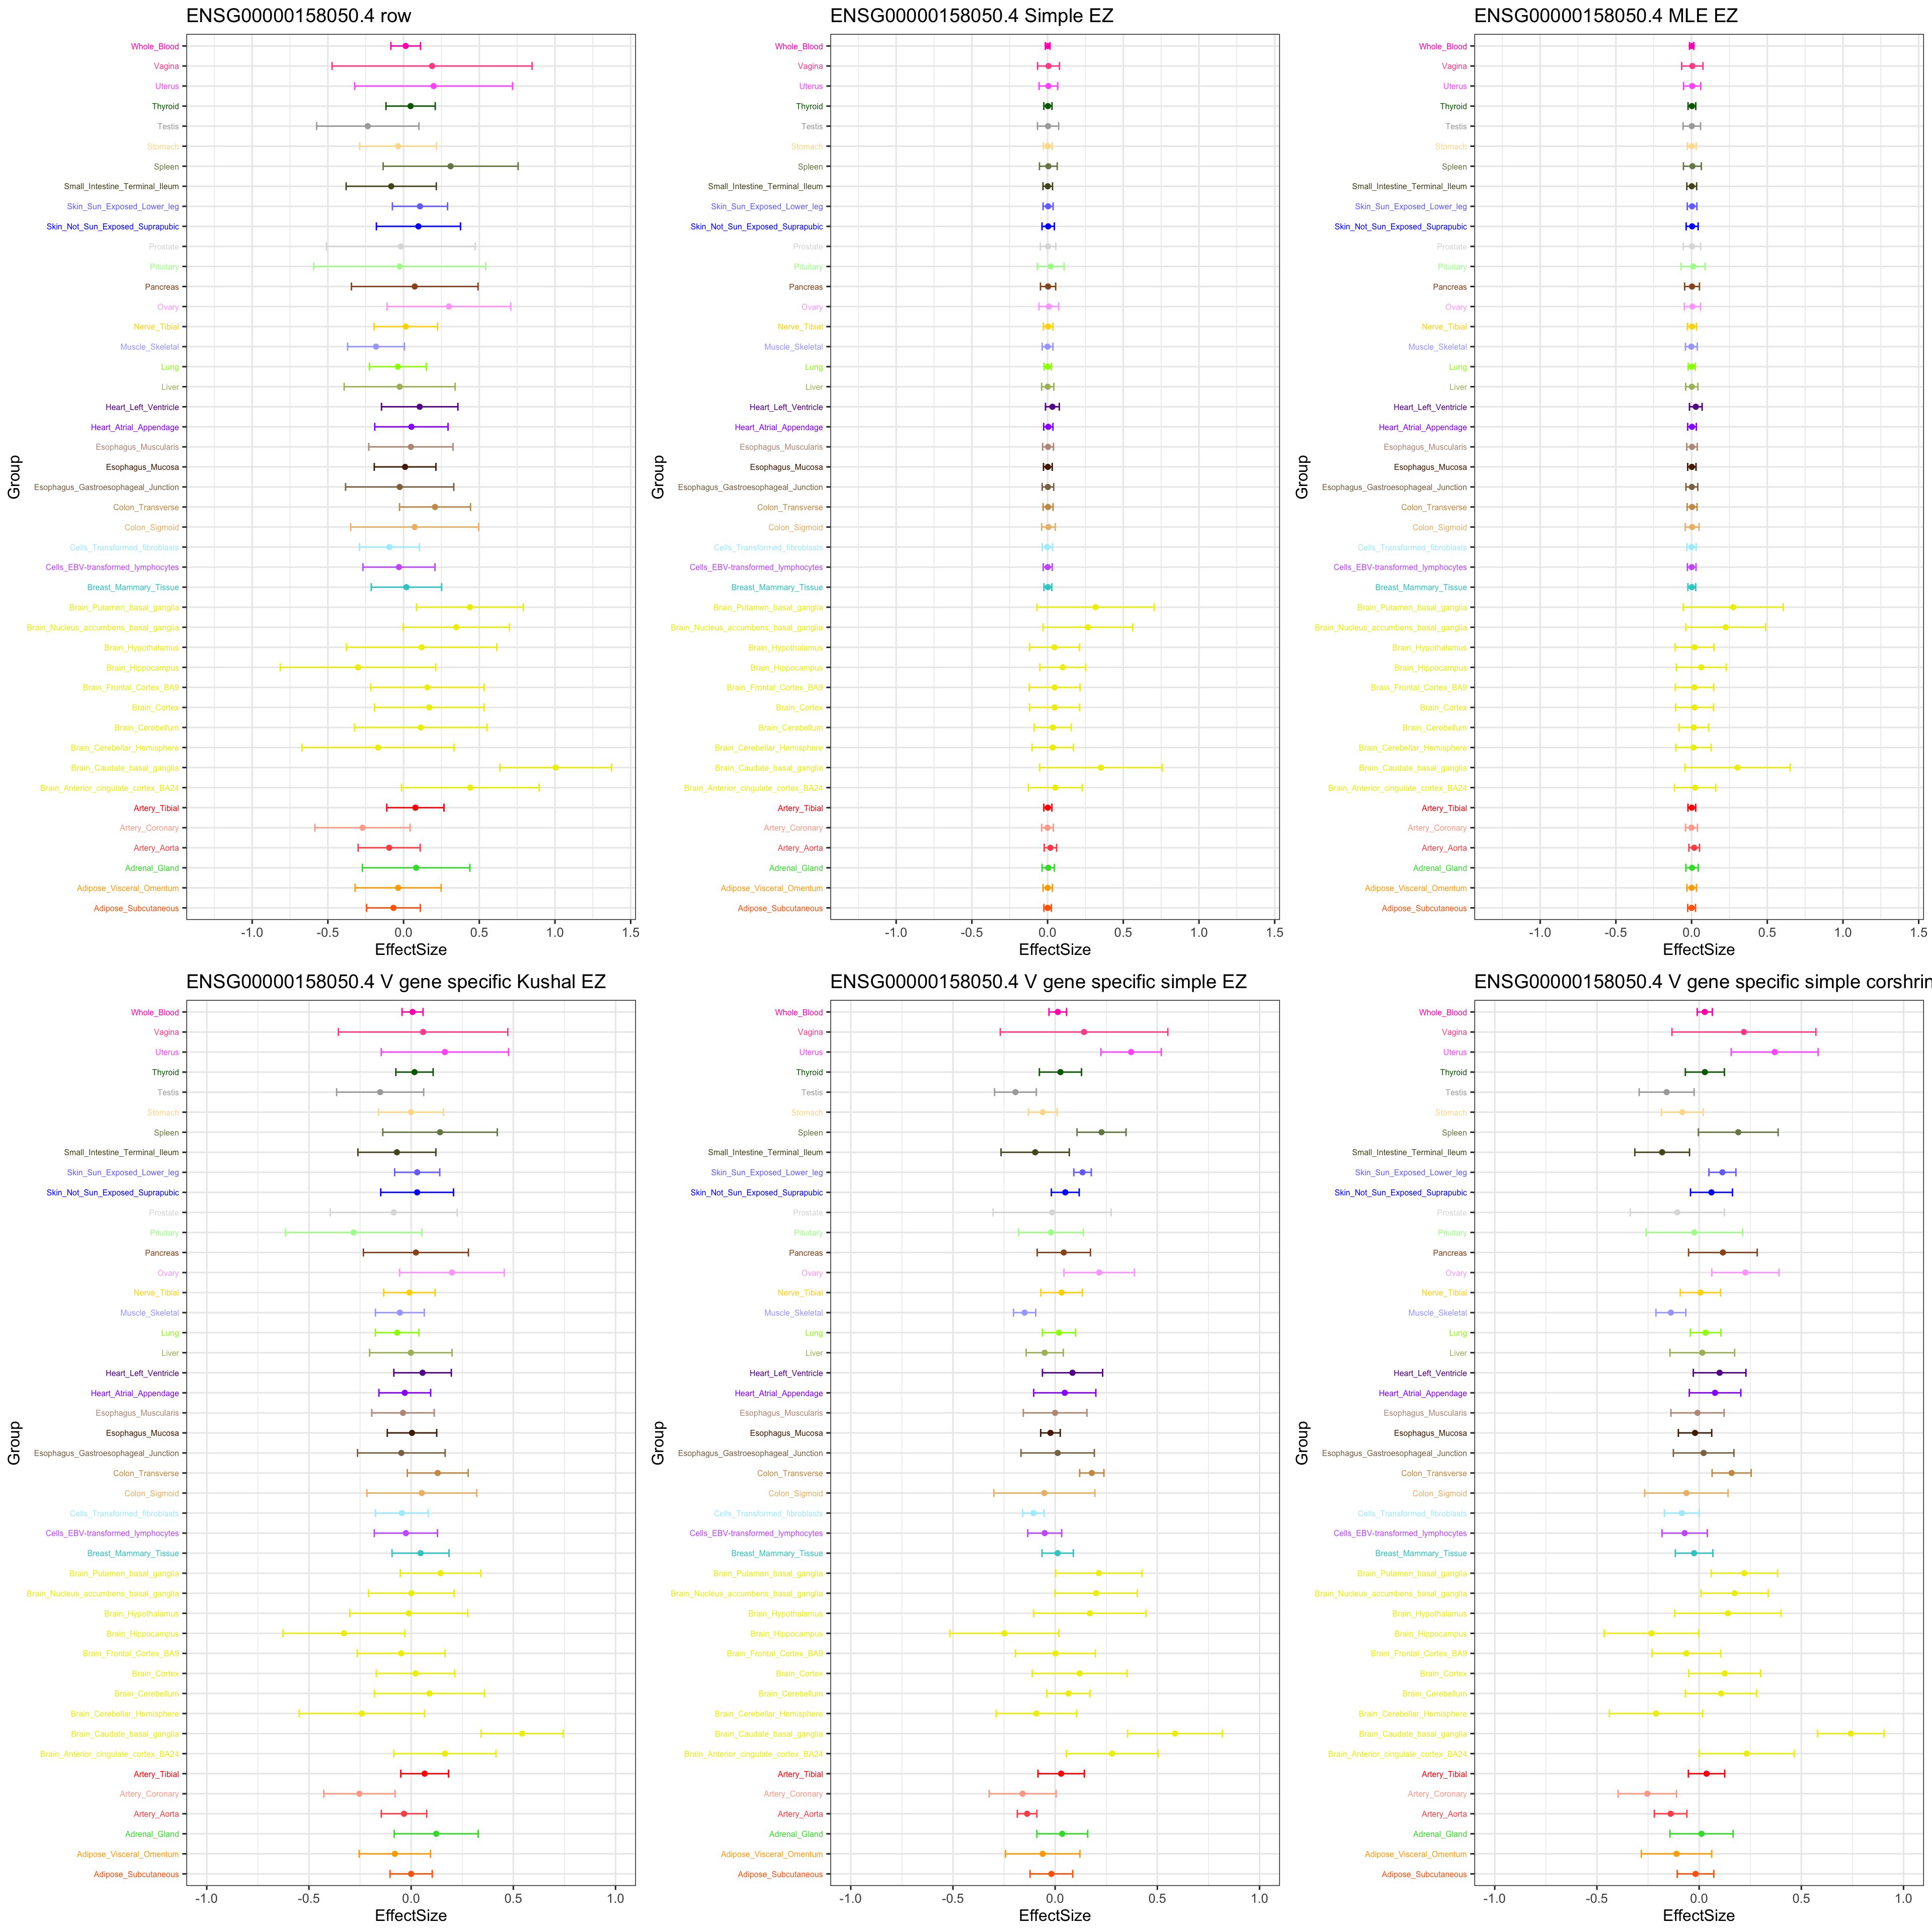 ENSG00000158050.4 row
Group
Whole_Blood
Vagina
Uterus
Thyroid
Testis
Stomach
Spleen
Small_Intestine_Terminal_Ileum
Skin_Sun_Exposed_Lower_leg
Skin_Not_Sun_Exposed_Suprapubic
Prostate
Pituitary
Pancreas
Ovary
Nerve_Tibial
Muscle_Skeletal
Lung
Liver
Heart_Left_Ventricle
Heart_Atrial_Appendage
Esophagus_Muscularis
Esophagus_Mucosa
Esophagus_Gastroesophageal_Junction
Colon_Transverse
Colon_Sigmoid
Cells_Transformed_fibroblasts
Cells_EBV-transformed_lymphocytes
Breast_Mammary_Tissue
Brain_Putamen_basal_ganglia
Brain_Nucleus_accumbens_basal_ganglia
Brain_Hypothalamus
Brain_Hippocampus
Brain_Frontal_Cortex_BA9
Brain_Cortex
Brain_Cerebellum
Brain_Cerebellar_Hemisphere
Brain_Caudate_basal_ganglia
Brain_Anterior_cingulate_cortex_BA24
Artery_Tibial
Artery_Coronary
Artery_Aorta
Adrenal_Gland
Adipose_Visceral_Omentum
Adipose_Subcutaneous
-1.0 -0.5 0.0 0.5 1.0 1.5
EffectSize
ENSG00000158050.4 Simple EZ
Group
Whole_Blood
Vagina
Uterus
Thyroid
Testis
Stomach
Spleen
Small_Intestine_Terminal_Ileum
Skin_Sun_Exposed_Lower_leg
Skin_Not_Sun_Exposed_Suprapubic
Prostate
Pituitary
Pancreas
Ovary
Nerve_Tibial
Muscle_Skeletal
Lung
Liver
Heart_Left_Ventricle
Heart_Atrial_Appendage
Esophagus_Muscularis
Esophagus_Mucosa
Esophagus_Gastroesophageal_Junction
Colon_Transverse
Colon_Sigmoid
Cells_Transformed_fibroblasts
Cells_EBV-transformed_lymphocytes
Breast_Mammary_Tissue
Brain_Putamen_basal_ganglia
Brain_Nucleus_accumbens_basal_ganglia
Brain_Hypothalamus
Brain_Hippocampus
Brain_Frontal_Cortex_BA9
Brain_Cortex
Brain_Cerebellum
Brain_Cerebellar_Hemisphere
Brain_Caudate_basal_ganglia
Brain_Anterior_cingulate_cortex_BA24
Artery_Tibial
Artery_Coronary
Artery_Aorta
Adrenal_Gland
Adipose_Visceral_Omentum
Adipose_Subcutaneous
-1.0 -0.5 0.0 0.5 1.0 1.5
EffectSize
ENSG00000158050.4 MLE EZ
Group
Whole_Blood
Vagina
Uterus
Thyroid
Testis
Stomach
Spleen
Small_Intestine_Terminal_Ileum
Skin_Sun_Exposed_Lower_leg
Skin_Not_Sun_Exposed_Suprapubic
Prostate
Pituitary
Pancreas
Ovary
Nerve_Tibial
Muscle_Skeletal
Lung
Liver
Heart_Left_Ventricle
Heart_Atrial_Appendage
Esophagus_Muscularis
Esophagus_Mucosa
Esophagus_Gastroesophageal_Junction
Colon_Transverse
Colon_Sigmoid
Cells_Transformed_fibroblasts
Cells_EBV-transformed_lymphocytes
Breast_Mammary_Tissue
Brain_Putamen_basal_ganglia
Brain_Nucleus_accumbens_basal_ganglia
Brain_Hypothalamus
Brain_Hippocampus
Brain_Frontal_Cortex_BA9
Brain_Cortex
Brain_Cerebellum
Brain_Cerebellar_Hemisphere
Brain_Caudate_basal_ganglia
Brain_Anterior_cingulate_cortex_BA24
Artery_Tibial
Artery_Coronary
Artery_Aorta
Adrenal_Gland
Adipose_Visceral_Omentum
Adipose_Subcutaneous
-1.0 -0.5 0.0 0.5 1.0 1.5
EffectSize
ENSG00000158050.4 V gene specific Kushal EZ
Group
Whole_Blood
Vagina
Uterus
Thyroid
Testis
Stomach
Spleen
Small_Intestine_Terminal_Ileum
Skin_Sun_Exposed_Lower_leg
Skin_Not_Sun_Exposed_Suprapubic
Prostate
Pituitary
Pancreas
Ovary
Nerve_Tibial
Muscle_Skeletal
Lung
Liver
Heart_Left_Ventricle
Heart_Atrial_Appendage
Esophagus_Muscularis
Esophagus_Mucosa
Esophagus_Gastroesophageal_Junction
Colon_Transverse
Colon_Sigmoid
Cells_Transformed_fibroblasts
Cells_EBV-transformed_lymphocytes
Breast_Mammary_Tissue
Brain_Putamen_basal_ganglia
Brain_Nucleus_accumbens_basal_ganglia
Brain_Hypothalamus
Brain_Hippocampus
Brain_Frontal_Cortex_BA9
Brain_Cortex
Brain_Cerebellum
Brain_Cerebellar_Hemisphere
Brain_Caudate_basal_ganglia
Brain_Anterior_cingulate_cortex_BA24
Artery_Tibial
Artery_Coronary
Artery_Aorta
Adrenal_Gland
Adipose_Visceral_Omentum
Adipose_Subcutaneous
-1.0 -0.5 0.0 0.5 1.0
EffectSize
ENSG00000158050.4 V gene specific simple EZ
Group
Whole_Blood
Vagina
Uterus
Thyroid
Testis
Stomach
Spleen
Small_Intestine_Terminal_Ileum
Skin_Sun_Exposed_Lower_leg
Skin_Not_Sun_Exposed_Suprapubic
Prostate
Pituitary
Pancreas
Ovary
Nerve_Tibial
Muscle_Skeletal
Lung
Liver
Heart_Left_Ventricle
Heart_Atrial_Appendage
Esophagus_Muscularis
Esophagus_Mucosa
Esophagus_Gastroesophageal_Junction
Colon_Transverse
Colon_Sigmoid
Cells_Transformed_fibroblasts
Cells_EBV-transformed_lymphocytes
Breast_Mammary_Tissue
Brain_Putamen_basal_ganglia
Brain_Nucleus_accumbens_basal_ganglia
Brain_Hypothalamus
Brain_Hippocampus
Brain_Frontal_Cortex_BA9
Brain_Cortex
Brain_Cerebellum
Brain_Cerebellar_Hemisphere
Brain_Caudate_basal_ganglia
Brain_Anterior_cingulate_cortex_BA24
Artery_Tibial
Artery_Coronary
Artery_Aorta
Adrenal_Gland
Adipose_Visceral_Omentum
Adipose_Subcutaneous
-1.0 -0.5 0.0 0.5 1.0
EffectSize
ENSG00000158050.4 V gene specific simple corshrin
Group
Whole_Blood
Vagina
Uterus
Thyroid
Testis
Stomach
Spleen
Small_Intestine_Terminal_Ileum
Skin_Sun_Exposed_Lower_leg
Skin_Not_Sun_Exposed_Suprapubic
Prostate
Pituitary
Pancreas
Ovary
Nerve_Tibial
Muscle_Skeletal
Lung
Liver
Heart_Left_Ventricle
Heart_Atrial_Appendage
Esophagus_Muscularis
Esophagus_Mucosa
Esophagus_Gastroesophageal_Junction
Colon_Transverse
Colon_Sigmoid
Cells_Transformed_fibroblasts
Cells_EBV-transformed_lymphocytes
Breast_Mammary_Tissue
Brain_Putamen_basal_ganglia
Brain_Nucleus_accumbens_basal_ganglia
Brain_Hypothalamus
Brain_Hippocampus
Brain_Frontal_Cortex_BA9
Brain_Cortex
Brain_Cerebellum
Brain_Cerebellar_Hemisphere
Brain_Caudate_basal_ganglia
Brain_Anterior_cingulate_cortex_BA24
Artery_Tibial
Artery_Coronary
Artery_Aorta
Adrenal_Gland
Adipose_Visceral_Omentum
Adipose_Subcutaneous
-1.0 -0.5 0.0 0.5 1.0
EffectSize